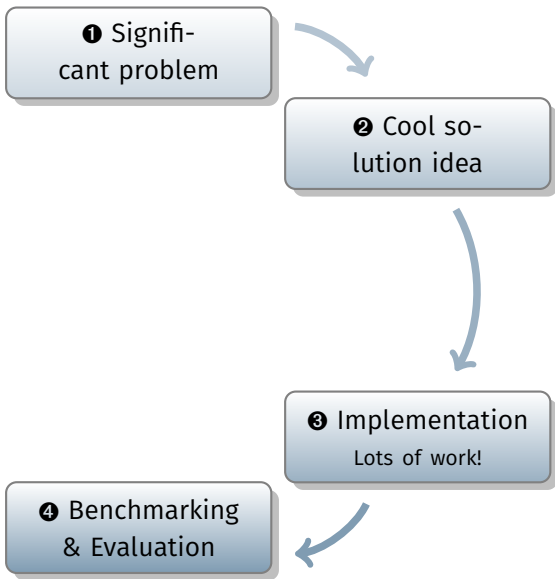 ❶ Signifi-
cant problem
❷ Cool so-
lution idea
❸ Implementation
Lots of work!
❹ Benchmarking
& Evaluation